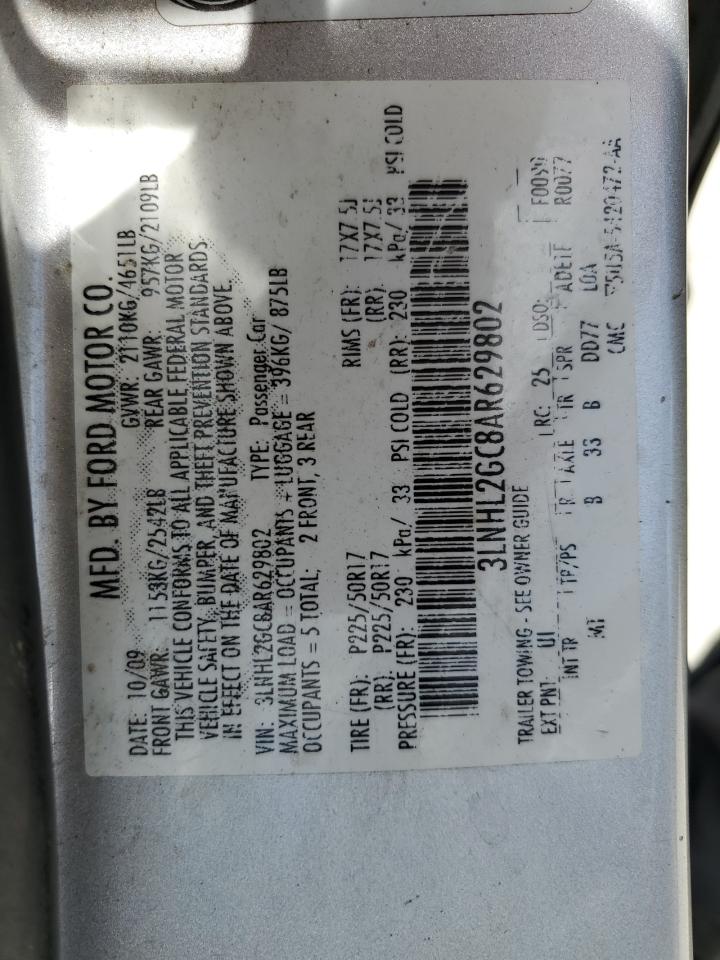 MFD. BY FORD MOTOR CO.
DATE: 10/09 GVWR: 2110KG/4651LB
FRONT GAWR: 1153KG/2542LB REAR GAWR: 957KG/2109LB
THIS VEHICLE CONFORMS TO ALL APPLICABLE FEDERAL MOTOR
VEHICLE SAFETY, BUMPER, AND THEFT PREVENTION STANDARDS
IN EFFECT ON THE DATE OF MANUFACTURE SHOWN ABOVE.
VIN: 3LNHL2GC8AR629802 TYPE: Passenger Car
MAXIMUM LOAD = OCCUPANTS + LUGGAGE = 396KG/ 875LB
OCCUPANTS = 5 TOTAL; 2 FRONT, 3 REAR
TIRE (FR): P225/50R17 RIMS (FR): 17X7.5J
(RR): P225/50R17 (RR): 17X7.5J
PRESSURE (FR): 230 kPa/ 33 PSI COLD (RR): 230 kPa/ 33 PSI COLD
3LNHL2GC8AR629802
TRAILER TOWING - SEE OWNER GUIDE
EXT PNT: UI RC: 25 DSO: F0050
INT TR TP/PS R AXLE TR SPR R0077
MT B 33 B DD77 LOA